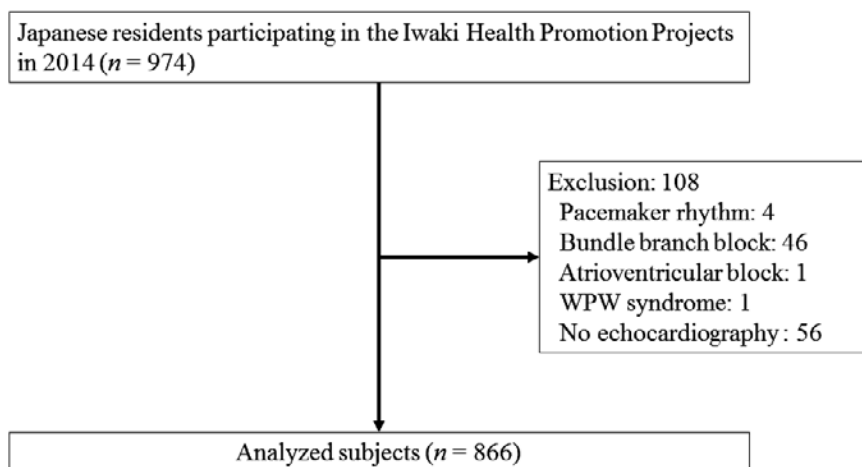 Japanese residents participating in the Iwaki Health Promotion Projects
in 2014 (n = 974)
Exclusion: 108
Pacemaker rhythm: 4
Bundle branch block: 46
Atrioventricular block: 1
WPW syndrome: 1
No echocardiography : 56
Analyzed subjects (n = 866)